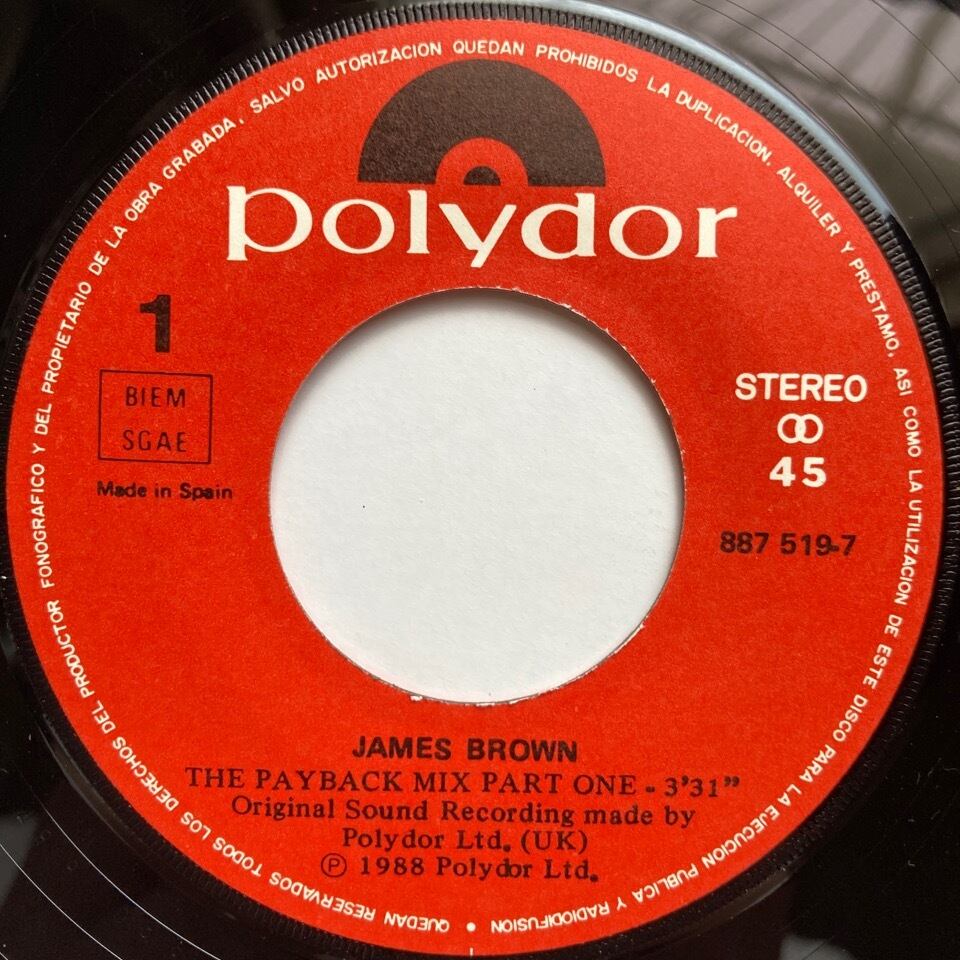 QUEDAN RESERVADOS TODOS LOS DERECHOS DEL PRODUCTOR FONOGRAFICO Y DEL PROPIETARIO DE LA OBRA GRABADA, SALVO AUTORIZACION QUEDAN PROHIBIDOS LA DUPLICACION, ALQUILER Y PRESTAMO, ASI COMO LA UTILIZACION DE ESTE DISCO PARA LA EJECUCION PUBLICA Y RADIODIFUSION •
polydor
1
BIEM
SGAE
Made in Spain
STEREO
45
887 519-7
JAMES BROWN
THE PAYBACK MIX PART ONE - 3'31"
Original Sound Recording made by
Polydor Ltd. (UK)
Ⓟ 1988 Polydor Ltd.